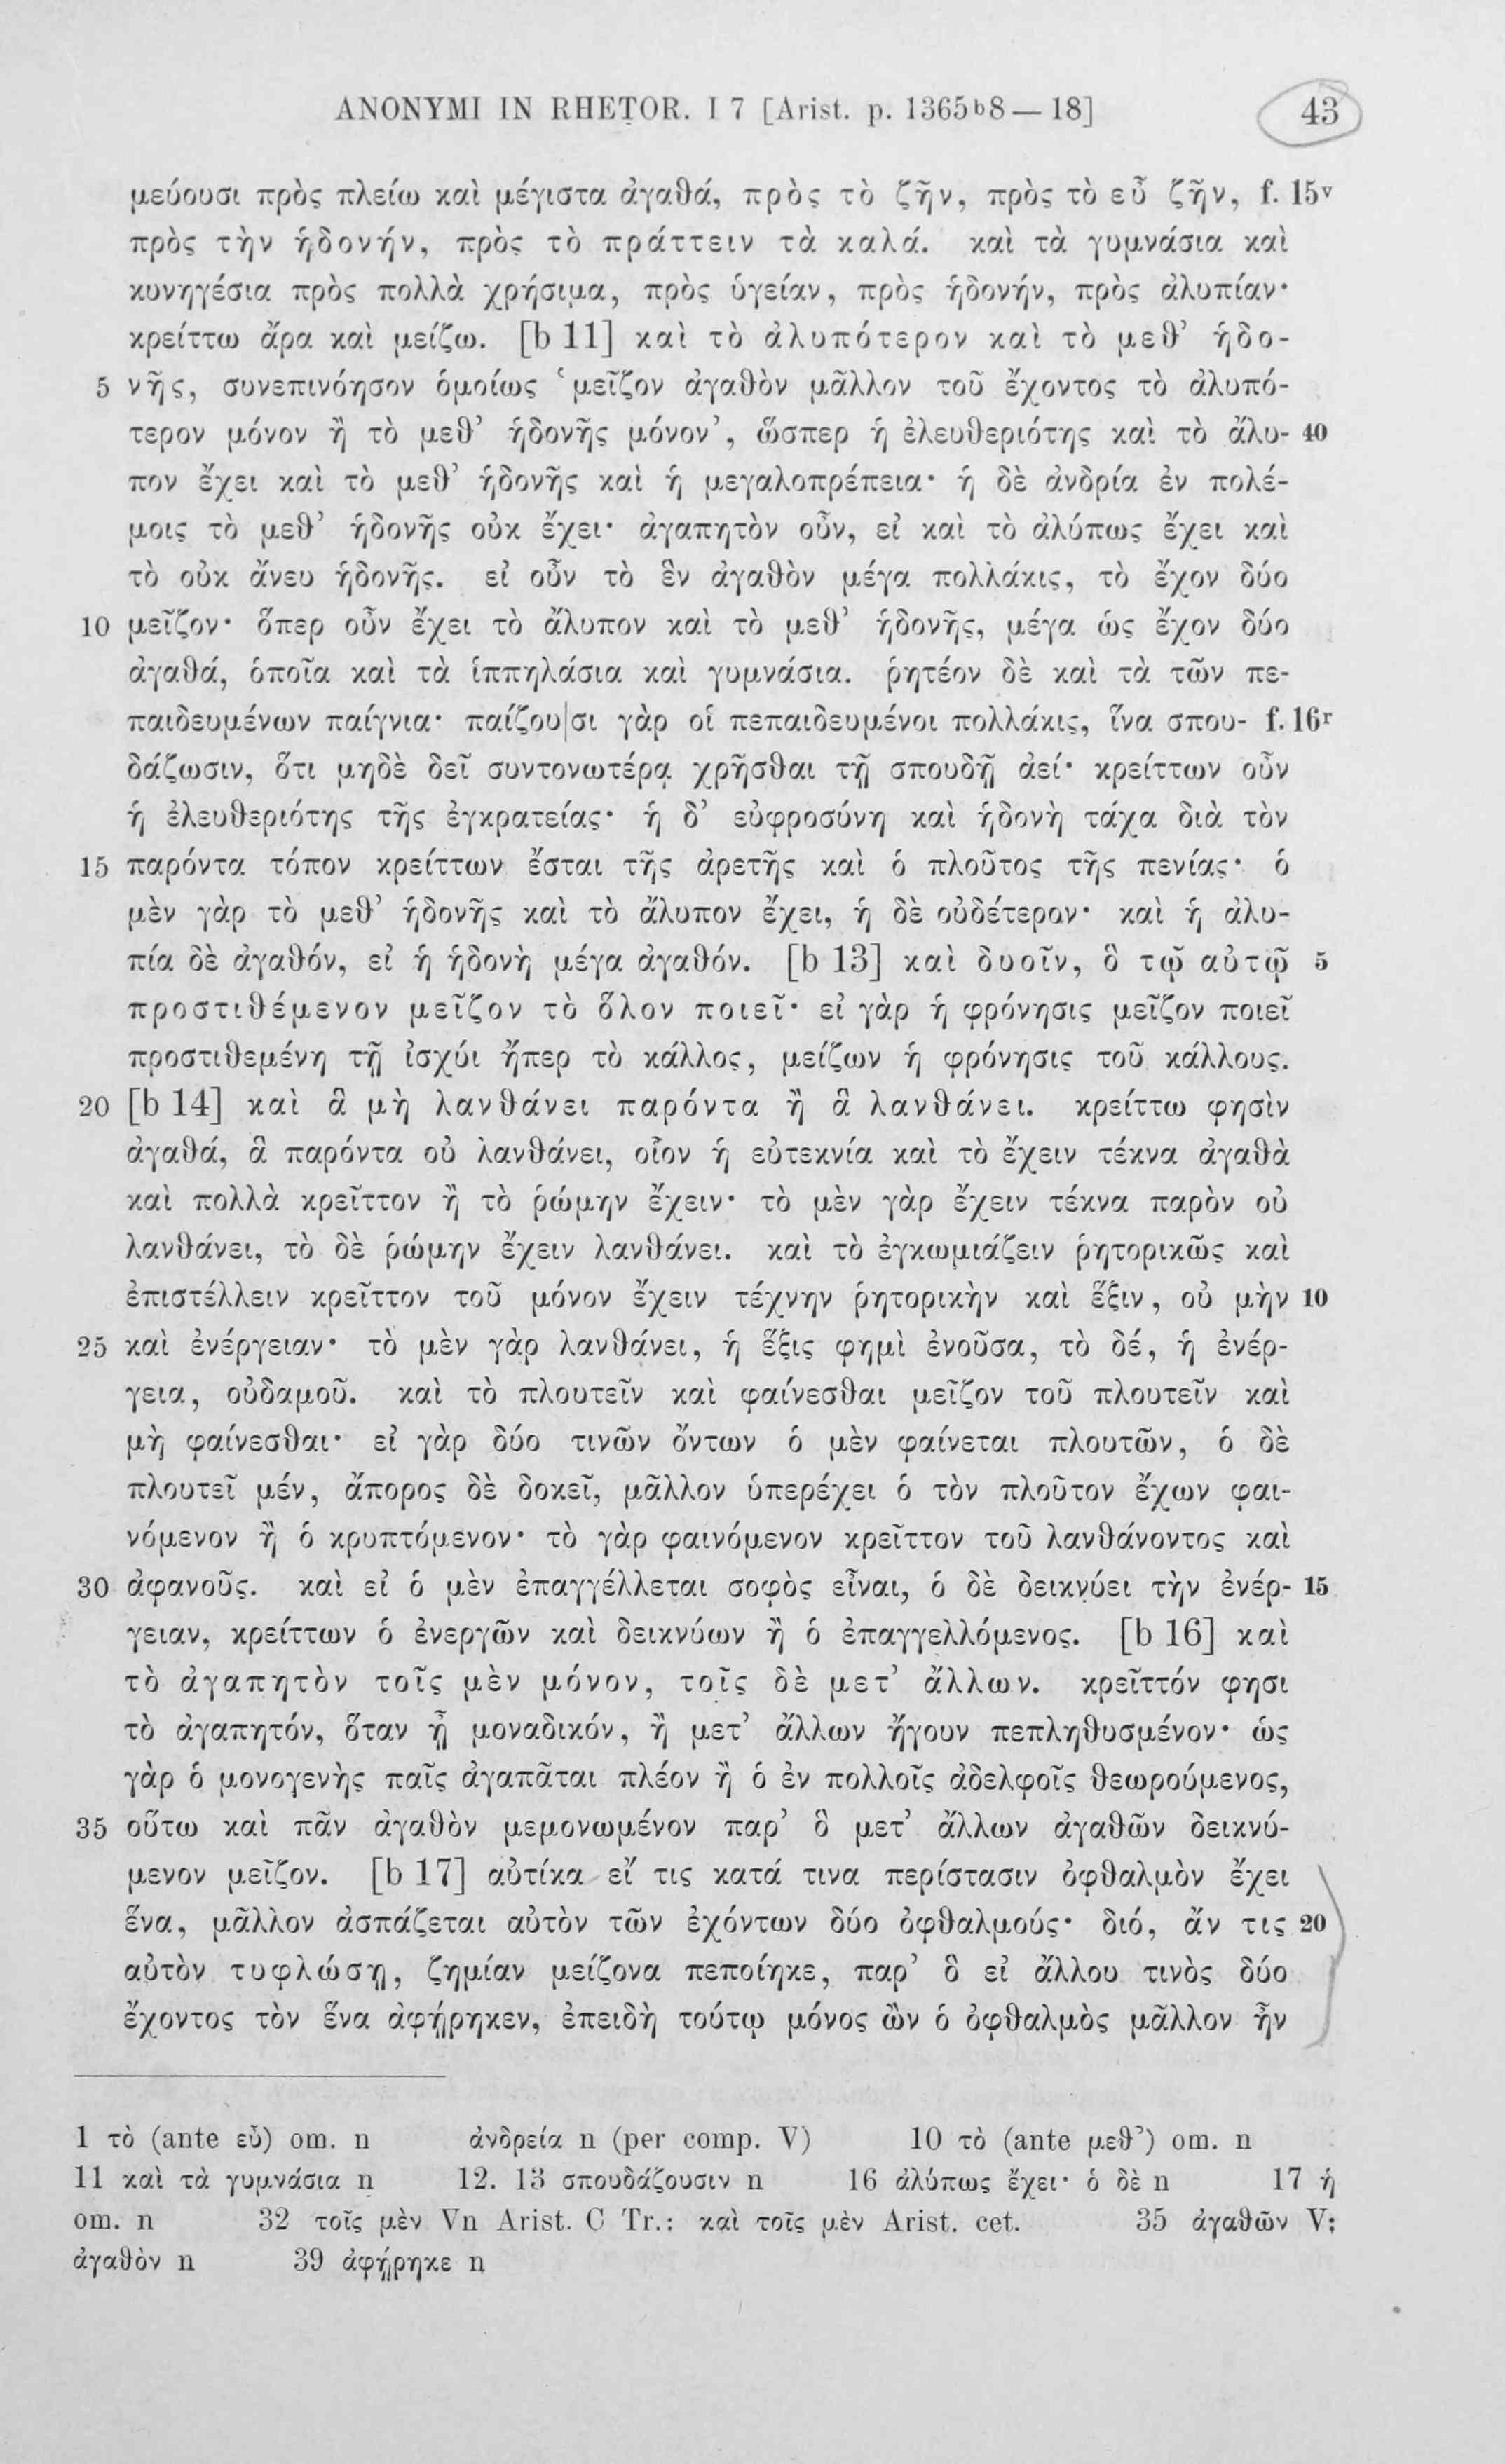 ANONYMI IN RHETOR. I 7 [Arist. p. 1365ᵇ8 — 18] 43
μεύουσι πρὸς πλείω καὶ μέγιστα ἀγαθά, πρὸς τὸ ζῆν, πρὸς τὸ εὖ ζῆν, f. 15ᵛ
πρὸς τὴν ἡδονήν, πρὸς τὸ πράττειν τὰ καλά. καὶ τὰ γυμνάσια καὶ
κυνηγέσια πρὸς πολλὰ χρήσιμα, πρὸς ὑγείαν, πρὸς ἡδονήν, πρὸς ἀλυπίαν·
κρείττω ἄρα καὶ μείζω. [b 11] καὶ τὸ ἀλυπότερον καὶ τὸ μεθ’ ἡδο-
5 νῆς, συνεπινόησον ὁμοίως ‘μεῖζον ἀγαθὸν μᾶλλον τοῦ ἔχοντος τὸ ἀλυπό-
τερον μόνον ἢ τὸ μεθ’ ἡδονῆς μόνον’, ὥσπερ ἡ ἐλευθεριότης καὶ τὸ ἄλυ- 40
πον ἔχει καὶ τὸ μεθ’ ἡδονῆς καὶ ἡ μεγαλοπρέπεια· ἡ δὲ ἀνδρία ἐν πολέ-
μοις τὸ μεθ’ ἡδονῆς οὐκ ἔχει· ἀγαπητὸν οὖν, εἰ καὶ τὸ ἀλύπως ἔχει καὶ
τὸ οὐκ ἄνευ ἡδονῆς. εἰ οὖν τὸ ἓν ἀγαθὸν μέγα πολλάκις, τὸ ἔχον δύο
10 μεῖζον· ὅπερ οὖν ἔχει τὸ ἄλυπον καὶ τὸ μεθ’ ἡδονῆς, μέγα ὡς ἔχον δύο
ἀγαθά, ὁποῖα καὶ τὰ ἱππηλάσια καὶ γυμνάσια. ῥητέον δὲ καὶ τὰ τῶν πε-
παιδευμένων παίγνια· παίζου|σι γὰρ οἱ πεπαιδευμένοι πολλάκις, ἵνα σπου- f. 16ʳ
δάζωσιν, ὅτι μηδὲ δεῖ συντονωτέρᾳ χρῆσθαι τῇ σπουδῇ ἀεί· κρείττων οὖν
ἡ ἐλευθεριότης τῆς ἐγκρατείας· ἡ δ’ εὐφροσύνη καὶ ἡδονὴ τάχα διὰ τὸν
15 παρόντα τόπον κρείττων ἔσται τῆς ἀρετῆς καὶ ὁ πλοῦτος τῆς πενίας· ὁ
μὲν γὰρ τὸ μεθ’ ἡδονῆς καὶ τὸ ἄλυπον ἔχει, ἡ δὲ οὐδέτερον· καὶ ἡ ἀλυ-
πία δὲ ἀγαθόν, εἰ ἡ ἡδονὴ μέγα ἀγαθόν. [b 13] καὶ δυοῖν, ὃ τῷ αὐτῷ 5
προστιθέμενον μεῖζον τὸ ὅλον ποιεῖ· εἰ γὰρ ἡ φρόνησις μεῖζον ποιεῖ
προστιθεμένη τῇ ἰσχύι ἤπερ τὸ κάλλος, μείζων ἡ φρόνησις τοῦ κάλλους.
20 [b 14] καὶ ἃ μὴ λανθάνει παρόντα ἢ ἃ λανθάνει. κρείττω φησὶν
ἀγαθά, ἃ παρόντα οὐ λανθάνει, οἷον ἡ εὐτεκνία καὶ τὸ ἔχειν τέκνα ἀγαθὰ
καὶ πολλὰ κρεῖττον ἢ τὸ ῥώμην ἔχειν· τὸ μὲν γὰρ ἔχειν τέκνα παρὸν οὐ
λανθάνει, τὸ δὲ ῥώμην ἔχειν λανθάνει. καὶ τὸ ἐγκωμιάζειν ῥητορικῶς καὶ
ἐπιστέλλειν κρεῖττον τοῦ μόνον ἔχειν τέχνην ῥητορικὴν καὶ ἕξιν, οὐ μὴν 10
25 καὶ ἐνέργειαν· τὸ μὲν γὰρ λανθάνει, ἡ ἕξις φημὶ ἐνοῦσα, τὸ δέ, ἡ ἐνέρ-
γεια, οὐδαμοῦ. καὶ τὸ πλουτεῖν καὶ φαίνεσθαι μεῖζον τοῦ πλουτεῖν καὶ
μὴ φαίνεσθαι· εἰ γὰρ δύο τινῶν ὄντων ὁ μὲν φαίνεται πλουτῶν, ὁ δὲ
πλουτεῖ μέν, ἄπορος δὲ δοκεῖ, μᾶλλον ὑπερέχει ὁ τὸν πλοῦτον ἔχων φαι-
νόμενον ἢ ὁ κρυπτόμενον· τὸ γὰρ φαινόμενον κρεῖττον τοῦ λανθάνοντος καὶ
30 ἀφανοῦς. καὶ εἰ ὁ μὲν ἐπαγγέλλεται σοφὸς εἶναι, ὁ δὲ δεικνύει τὴν ἐνέρ- 15
γειαν, κρείττων ὁ ἐνεργῶν καὶ δεικνύων ἢ ὁ ἐπαγγελλόμενος. [b 16] καὶ
τὸ ἀγαπητὸν τοῖς μὲν μόνον, τοῖς δὲ μετ’ ἄλλων. κρεῖττόν φησι
τὸ ἀγαπητόν, ὅταν ᾖ μοναδικόν, ἢ μετ’ ἄλλων ἤγουν πεπληθυσμένον· ὡς
γὰρ ὁ μονογενὴς παῖς ἀγαπᾶται πλέον ἢ ὁ ἐν πολλοῖς ἀδελφοῖς θεωρούμενος,
35 οὕτω καὶ πᾶν ἀγαθὸν μεμονωμένον παρ’ ὃ μετ’ ἄλλων ἀγαθῶν δεικνύ-
μενον μεῖζον. [b 17] αὐτίκα εἴ τις κατά τινα περίστασιν ὀφθαλμὸν ἔχει
ἕνα, μᾶλλον ἀσπάζεται αὐτὸν τῶν ἐχόντων δύο ὀφθαλμούς· διό, ἄν τις 20
αὐτὸν τυφλώσῃ, ζημίαν μείζονα πεποίηκε, παρ’ ὃ εἰ ἄλλου τινὸς δύο
ἔχοντος τὸν ἕνα ἀφῄρηκεν, ἐπειδὴ τούτῳ μόνος ὢν ὁ ὀφθαλμὸς μᾶλλον ἦν
1 τὸ (ante εὖ) om. n ἀνδρεία n (per comp. V) 10 τὸ (ante μεθ’) om. n
11 καὶ τὰ γυμνάσια n 12. 13 σπουδάζουσιν n 16 ἀλύπως ἔχει· ὁ δὲ n 17 ἡ
om. n 32 τοῖς μὲν Vn Arist. C Tr.: καὶ τοῖς μὲν Arist. cet. 35 ἀγαθῶν V:
ἀγαθὸν n 39 ἀφῄρηκε n